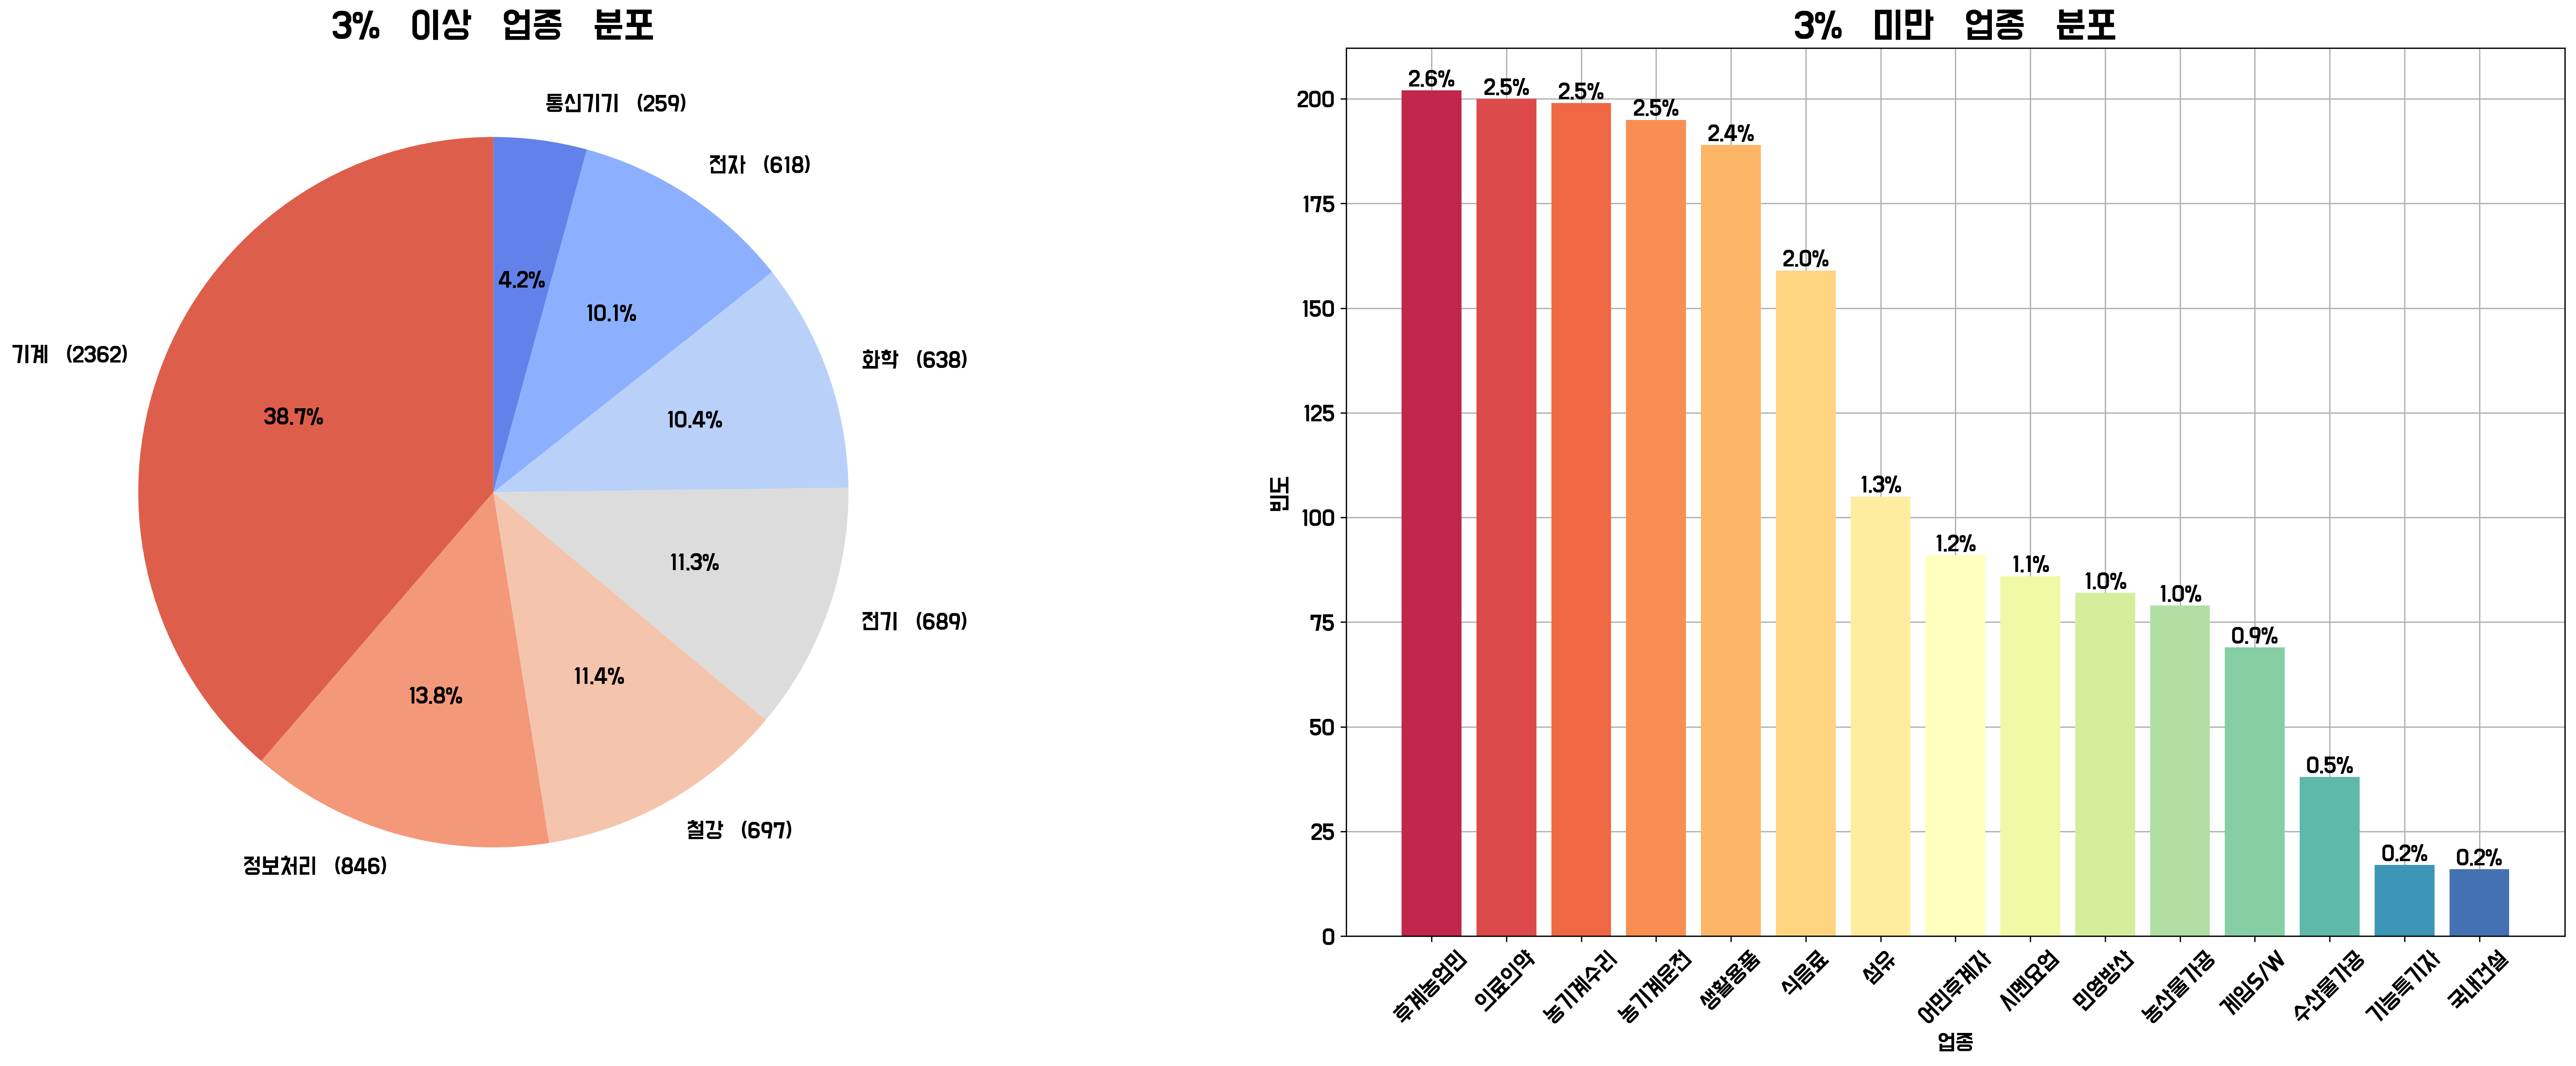 3% 이상 업종 분포
통신기기 (259)
전자 (618)
화학 (638)
전기 (689)
철강 (697)
정보처리 (846)
기계 (2362)
4.2%
10.1%
10.4%
11.3%
11.4%
13.8%
38.7%
3% 미만 업종 분포
빈도
200
175
150
125
100
75
50
25
0
2.6%
2.5%
2.5%
2.5%
2.4%
2.0%
1.3%
1.2%
1.1%
1.0%
1.0%
0.9%
0.5%
0.2%
0.2%
후계농업민
의료의약
농기계수리
농기계운전
생활용품
식음료
섬유
어민후계자
시멘요업
민영방산
농산물가공
게임S/W
수산물가공
기능특기자
국내건설
업종